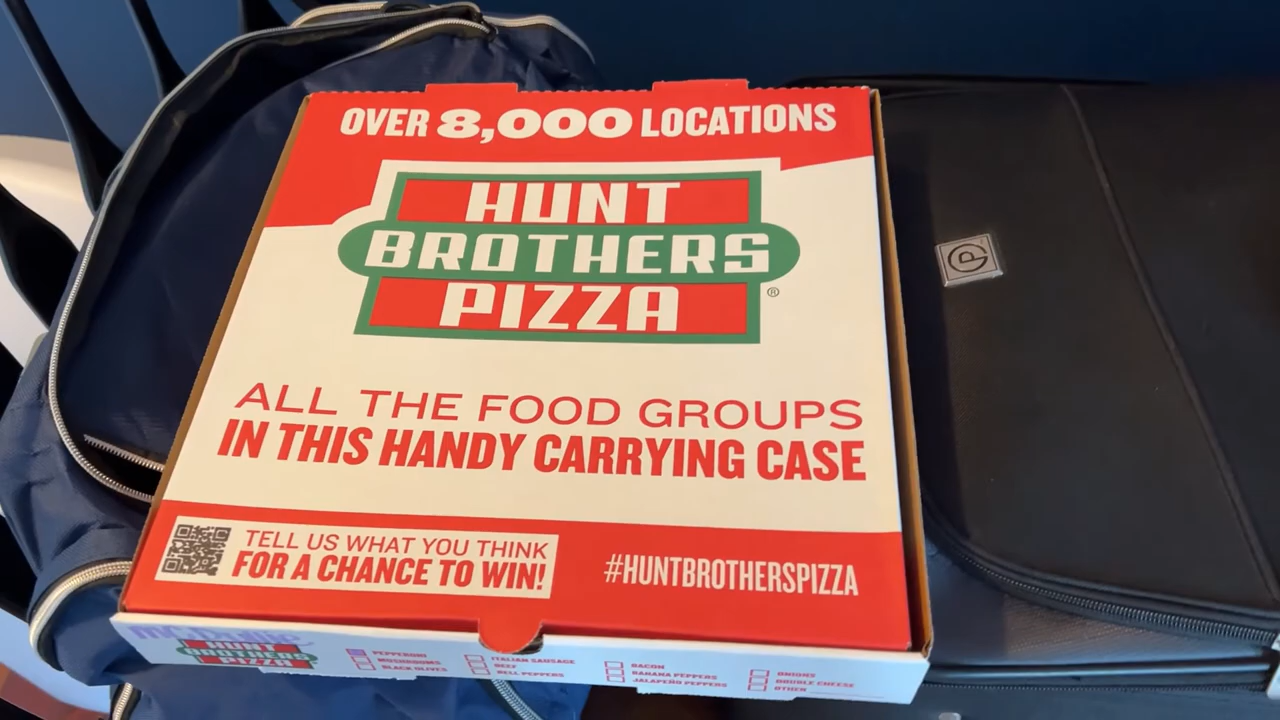 OVER 8,000 LOCATIONS
HUNT
BROTHERS
PIZZA
®
ALL THE FOOD GROUPS
IN THIS HANDY CARRYING CASE
TELL US WHAT YOU THINK
FOR A CHANCE TO WIN!
#HUNTBROTHERSPIZZA
HUNT
BROTHERS
PIZZA
PEPPERONI
MUSHROOMS
BLACK OLIVES
ITALIAN SAUSAGE
BEEF
BELL PEPPERS
BACON
BANANA PEPPERS
JALAPEÑO PEPPERS
ONIONS
DOUBLE CHEESE
OTHER